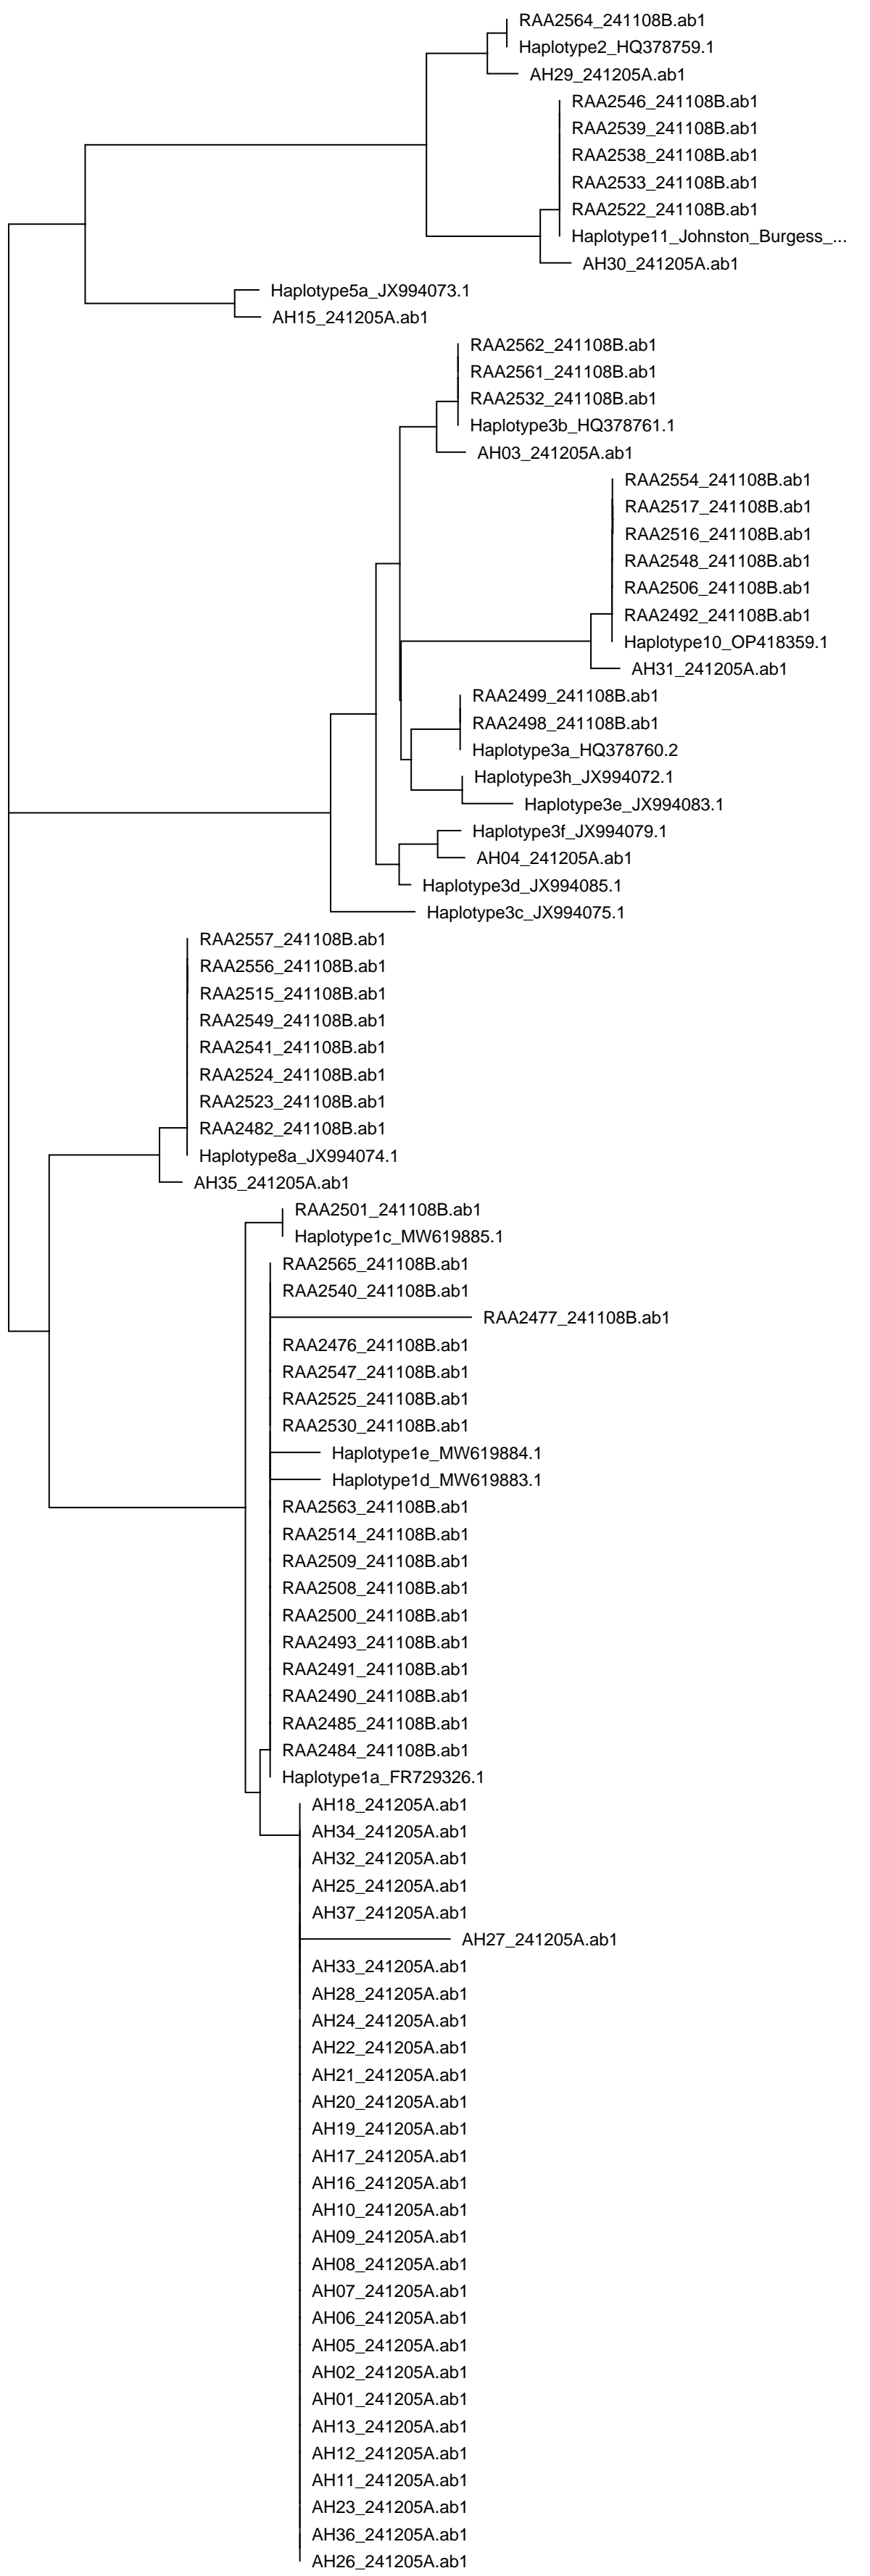 RAA2564_241108B.ab1
Haplotype2_HQ378759.1
AH29_241205A.ab1
RAA2546_241108B.ab1
RAA2539_241108B.ab1
RAA2538_241108B.ab1
RAA2533_241108B.ab1
RAA2522_241108B.ab1
Haplotype11_Johnston_Burgess_...
AH30_241205A.ab1
Haplotype5a_JX994073.1
AH15_241205A.ab1
RAA2562_241108B.ab1
RAA2561_241108B.ab1
RAA2532_241108B.ab1
Haplotype3b_HQ378761.1
AH03_241205A.ab1
RAA2554_241108B.ab1
RAA2517_241108B.ab1
RAA2516_241108B.ab1
RAA2548_241108B.ab1
RAA2506_241108B.ab1
RAA2492_241108B.ab1
Haplotype10_OP418359.1
AH31_241205A.ab1
RAA2499_241108B.ab1
RAA2498_241108B.ab1
Haplotype3a_HQ378760.2
Haplotype3h_JX994072.1
Haplotype3e_JX994083.1
Haplotype3f_JX994079.1
AH04_241205A.ab1
Haplotype3d_JX994085.1
Haplotype3c_JX994075.1
RAA2557_241108B.ab1
RAA2556_241108B.ab1
RAA2515_241108B.ab1
RAA2549_241108B.ab1
RAA2541_241108B.ab1
RAA2524_241108B.ab1
RAA2523_241108B.ab1
RAA2482_241108B.ab1
Haplotype8a_JX994074.1
AH35_241205A.ab1
RAA2501_241108B.ab1
Haplotype1c_MW619885.1
RAA2565_241108B.ab1
RAA2540_241108B.ab1
RAA2477_241108B.ab1
RAA2476_241108B.ab1
RAA2547_241108B.ab1
RAA2525_241108B.ab1
RAA2530_241108B.ab1
Haplotype1e_MW619884.1
Haplotype1d_MW619883.1
RAA2563_241108B.ab1
RAA2514_241108B.ab1
RAA2509_241108B.ab1
RAA2508_241108B.ab1
RAA2500_241108B.ab1
RAA2493_241108B.ab1
RAA2491_241108B.ab1
RAA2490_241108B.ab1
RAA2485_241108B.ab1
RAA2484_241108B.ab1
Haplotype1a_FR729326.1
AH18_241205A.ab1
AH34_241205A.ab1
AH32_241205A.ab1
AH25_241205A.ab1
AH37_241205A.ab1
AH27_241205A.ab1
AH33_241205A.ab1
AH28_241205A.ab1
AH24_241205A.ab1
AH22_241205A.ab1
AH21_241205A.ab1
AH20_241205A.ab1
AH19_241205A.ab1
AH17_241205A.ab1
AH16_241205A.ab1
AH10_241205A.ab1
AH09_241205A.ab1
AH08_241205A.ab1
AH07_241205A.ab1
AH06_241205A.ab1
AH05_241205A.ab1
AH02_241205A.ab1
AH01_241205A.ab1
AH13_241205A.ab1
AH12_241205A.ab1
AH11_241205A.ab1
AH23_241205A.ab1
AH36_241205A.ab1
AH26_241205A.ab1